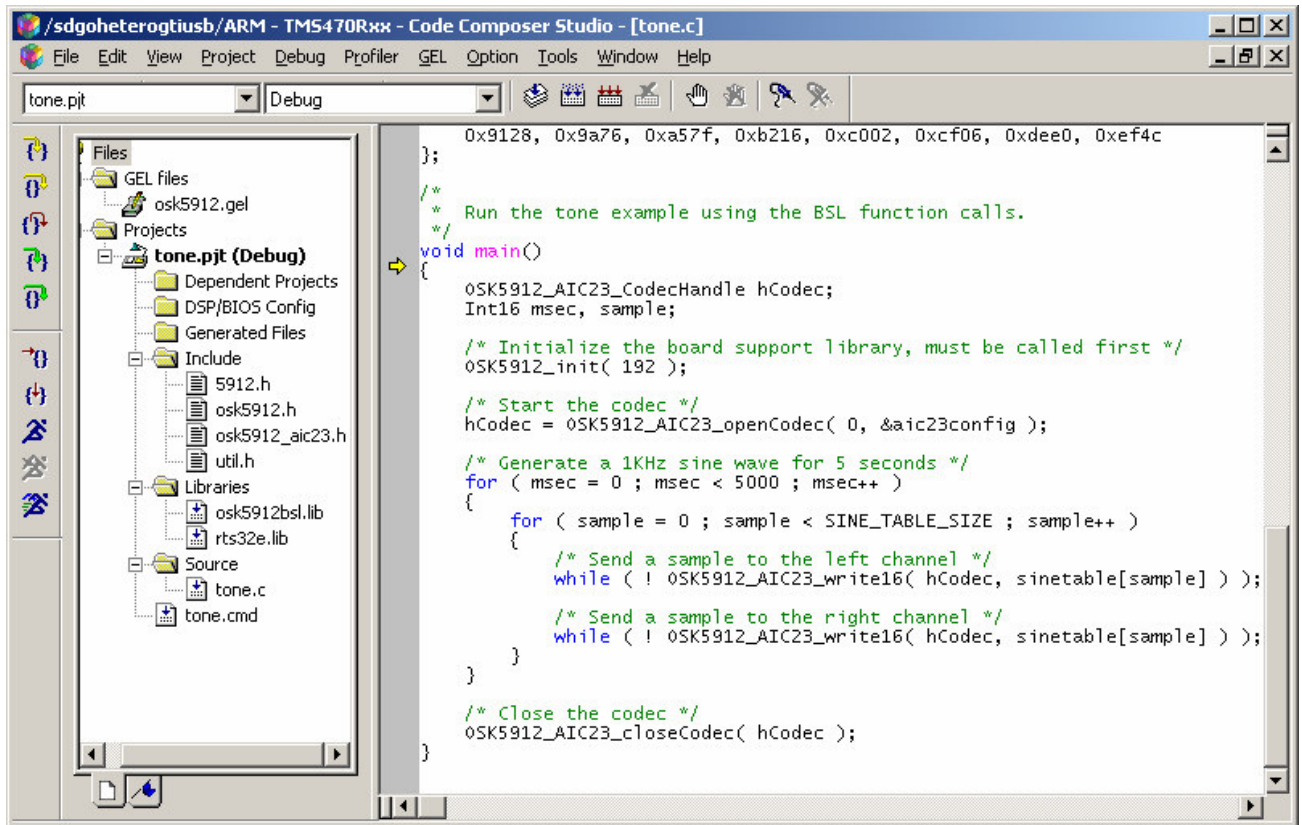 /sdgoheterogtiusb/ARM - TMS470Rxx - Code Composer Studio - [tone.c]
File Edit View Project Debug Profiler GEL Option Tools Window Help
tone.pjt Debug
Files
GEL files
osk5912.gel
Projects
tone.pjt (Debug)
Dependent Projects
DSP/BIOS Config
Generated Files
Include
5912.h
osk5912.h
osk5912_aic23.h
util.h
Libraries
osk5912bsl.lib
rts32e.lib
Source
tone.c
tone.cmd
0x9128, 0x9a76, 0xa57f, 0xb216, 0xc002, 0xcf06, 0xdee0, 0xef4c
};
/*
* Run the tone example using the BSL function calls.
*/
void main()
{
OSK5912_AIC23_CodecHandle hCodec;
Int16 msec, sample;
/* Initialize the board support library, must be called first */
OSK5912_init( 192 );
/* Start the codec */
hCodec = OSK5912_AIC23_openCodec( 0, &aic23config );
/* Generate a 1KHz sine wave for 5 seconds */
for ( msec = 0 ; msec < 5000 ; msec++ )
{
for ( sample = 0 ; sample < SINE_TABLE_SIZE ; sample++ )
{
/* Send a sample to the left channel */
while ( ! OSK5912_AIC23_write16( hCodec, sinetable[sample] ) );
/* Send a sample to the right channel */
while ( ! OSK5912_AIC23_write16( hCodec, sinetable[sample] ) );
}
}
/* Close the codec */
OSK5912_AIC23_closeCodec( hCodec );
}